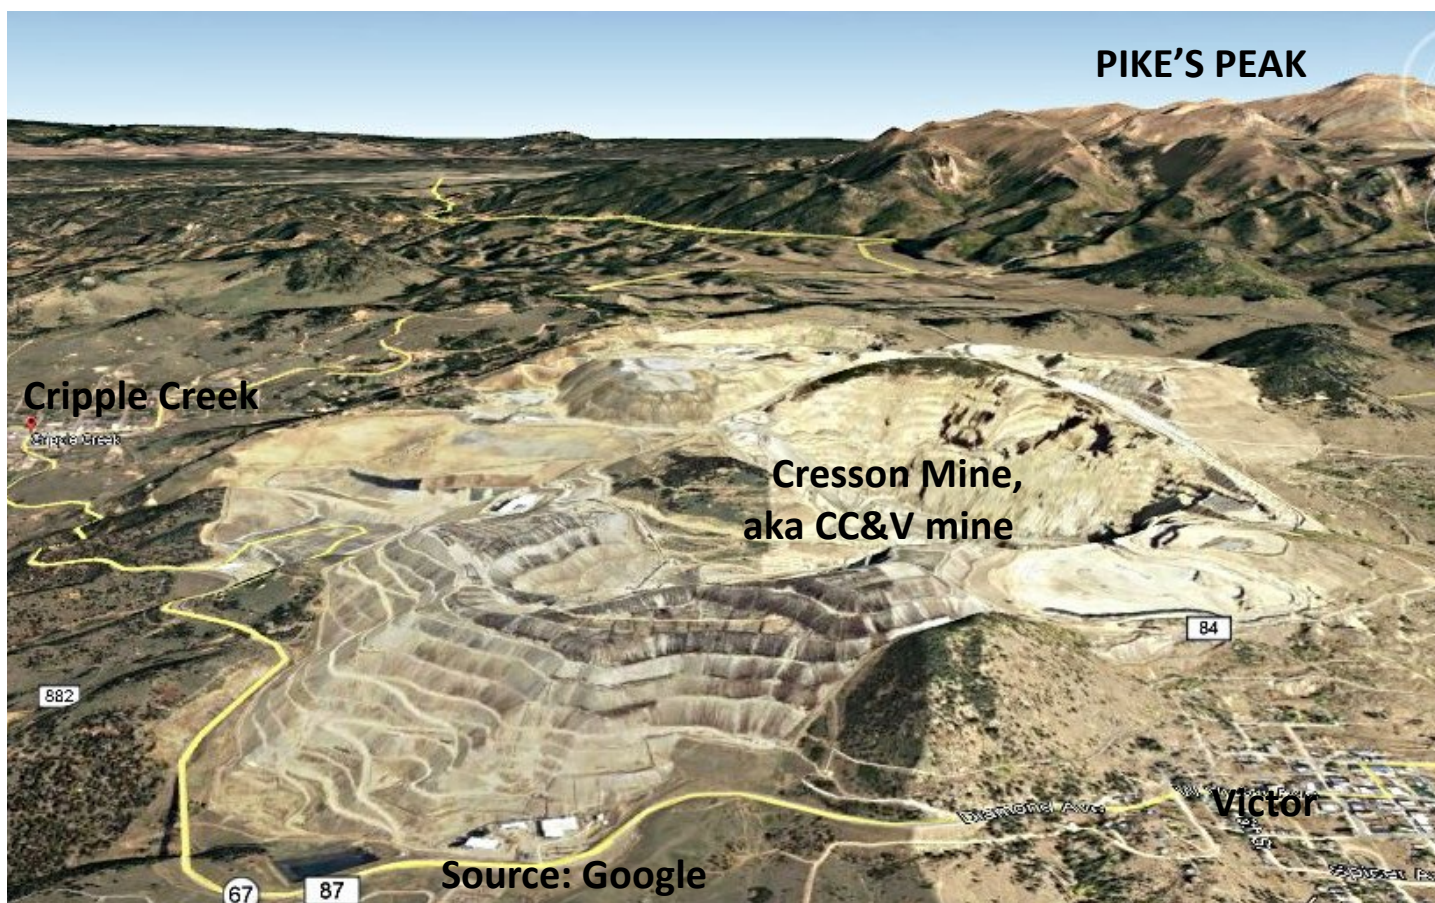 PIKE’S PEAK
Cripple Creek
Cripple Creek
Cresson Mine,
aka CC&V mine
84
882
Victor
Diamond Ave
Source: Google
67
87